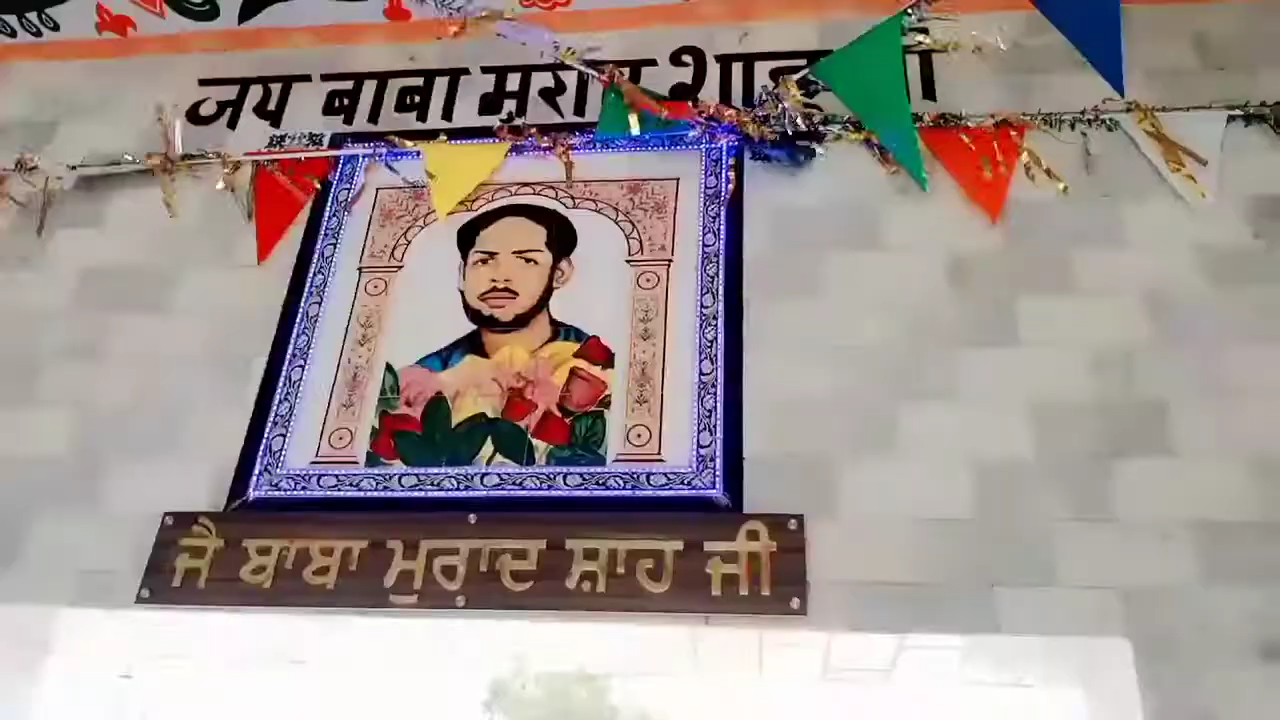 जय बाबा मुराद शाह जी
ਜੈ ਬਾਬਾ ਮੁਰਾਦ ਸ਼ਾਹ ਜੀ